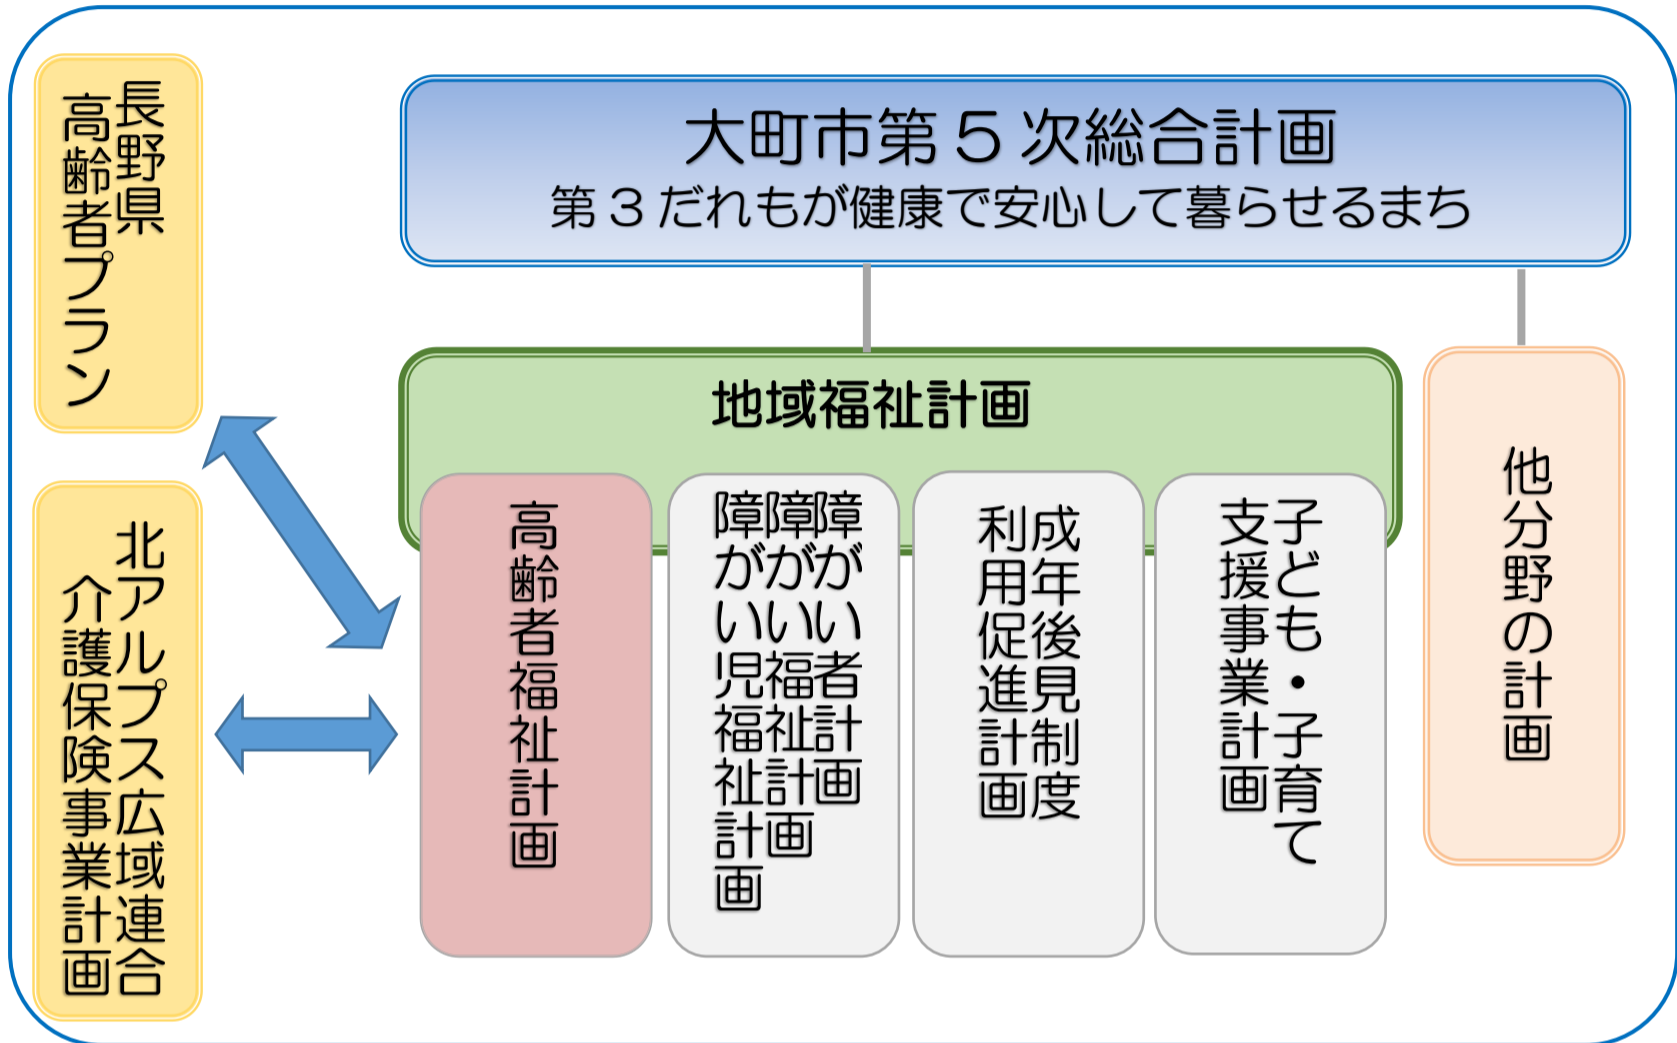 長野県
高齢者プラン
大町市第５次総合計画
第３だれもが健康で安心して暮らせるまち
地域福祉計画
北アルプス広域連合
介護保険事業計画
高齢者福祉計画
障がい者計画
障がい福祉計画
障がい児福祉計画
成年後見制度
利用促進計画
子ども・子育て
支援事業計画
他分野の計画